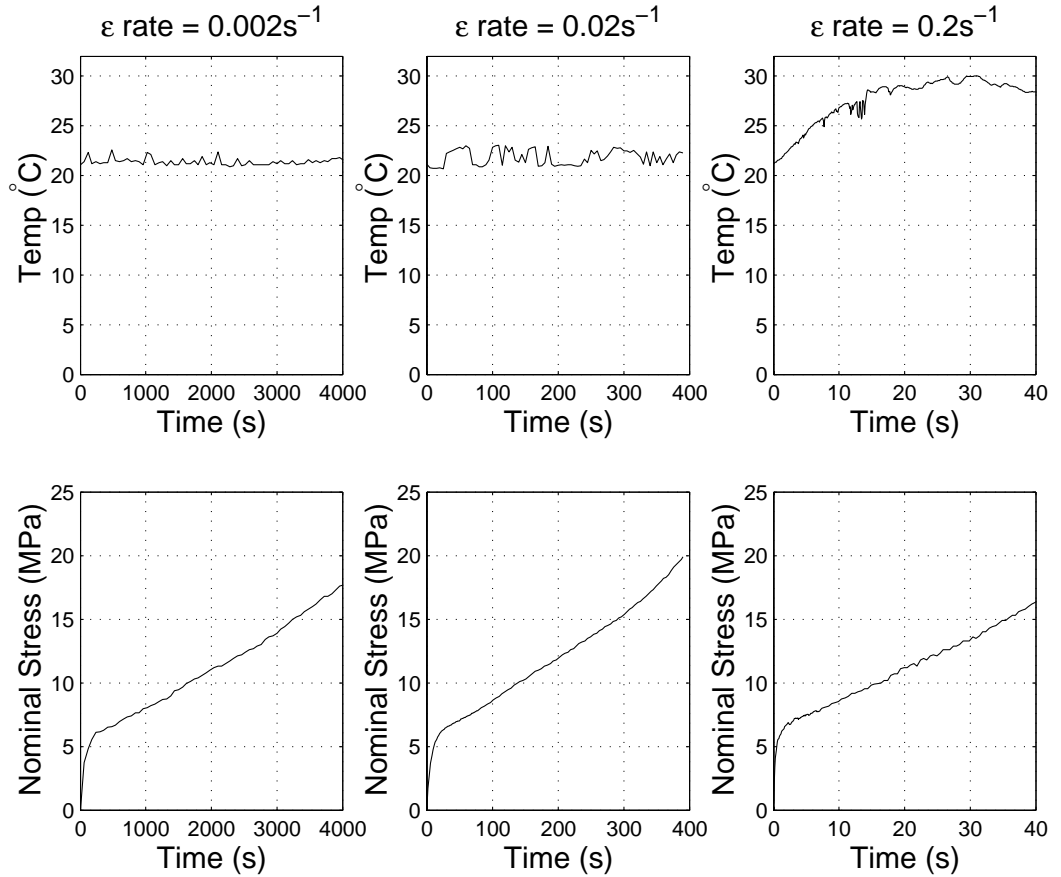 ε rate = 0.002s⁻¹
ε rate = 0.02s⁻¹
ε rate = 0.2s⁻¹
Temp (°C)
30
25
20
15
10
5
0
0 1000 2000 3000 4000
Time (s)
Temp (°C)
30
25
20
15
10
5
0
0 100 200 300 400
Time (s)
Temp (°C)
30
25
20
15
10
5
0
0 10 20 30 40
Time (s)
Nominal Stress (MPa)
25
20
15
10
5
0
0 1000 2000 3000 4000
Time (s)
Nominal Stress (MPa)
25
20
15
10
5
0
0 100 200 300 400
Time (s)
Nominal Stress (MPa)
25
20
15
10
5
0
0 10 20 30 40
Time (s)